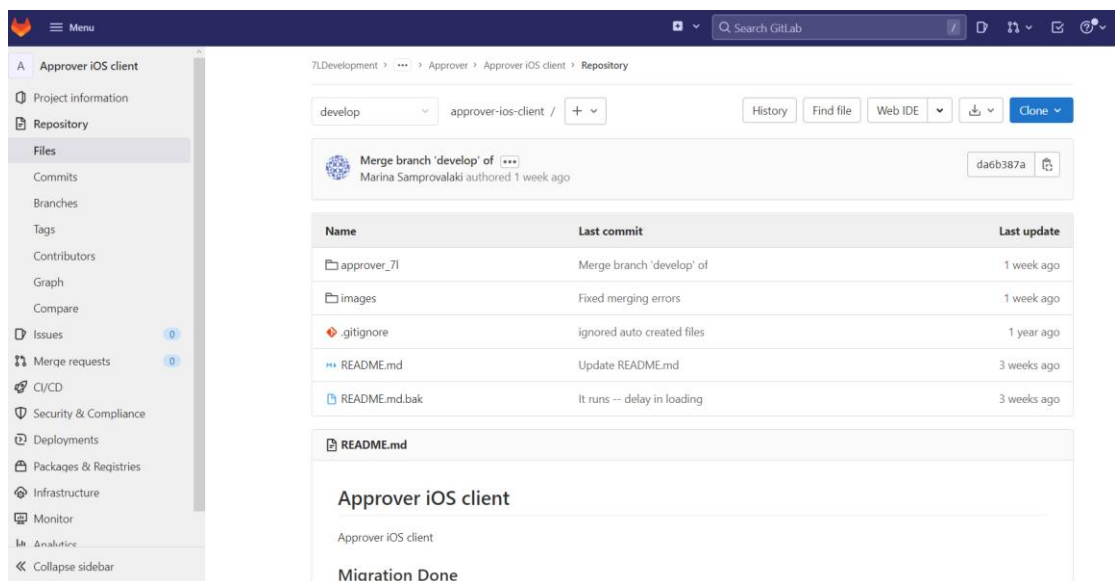 Menu
Search GitLab
/
A Approver iOS client
Project information
Repository
Files
Commits
Branches
Tags
Contributors
Graph
Compare
Issues 0
Merge requests 0
CI/CD
Security & Compliance
Deployments
Packages & Registries
Infrastructure
Monitor
Analytics
Collapse sidebar
7LDevelopment > ••• > Approver > Approver iOS client > Repository
develop approver-ios-client / +
History Find file Web IDE Clone
Merge branch 'develop' of •••
Marina Samprovalaki authored 1 week ago
da6b387a
Name Last commit Last update
approver_7l Merge branch 'develop' of 1 week ago
images Fixed merging errors 1 week ago
.gitignore ignored auto created files 1 year ago
README.md Update README.md 3 weeks ago
README.md.bak It runs -- delay in loading 3 weeks ago
README.md
Approver iOS client
Approver iOS client
Migration Done